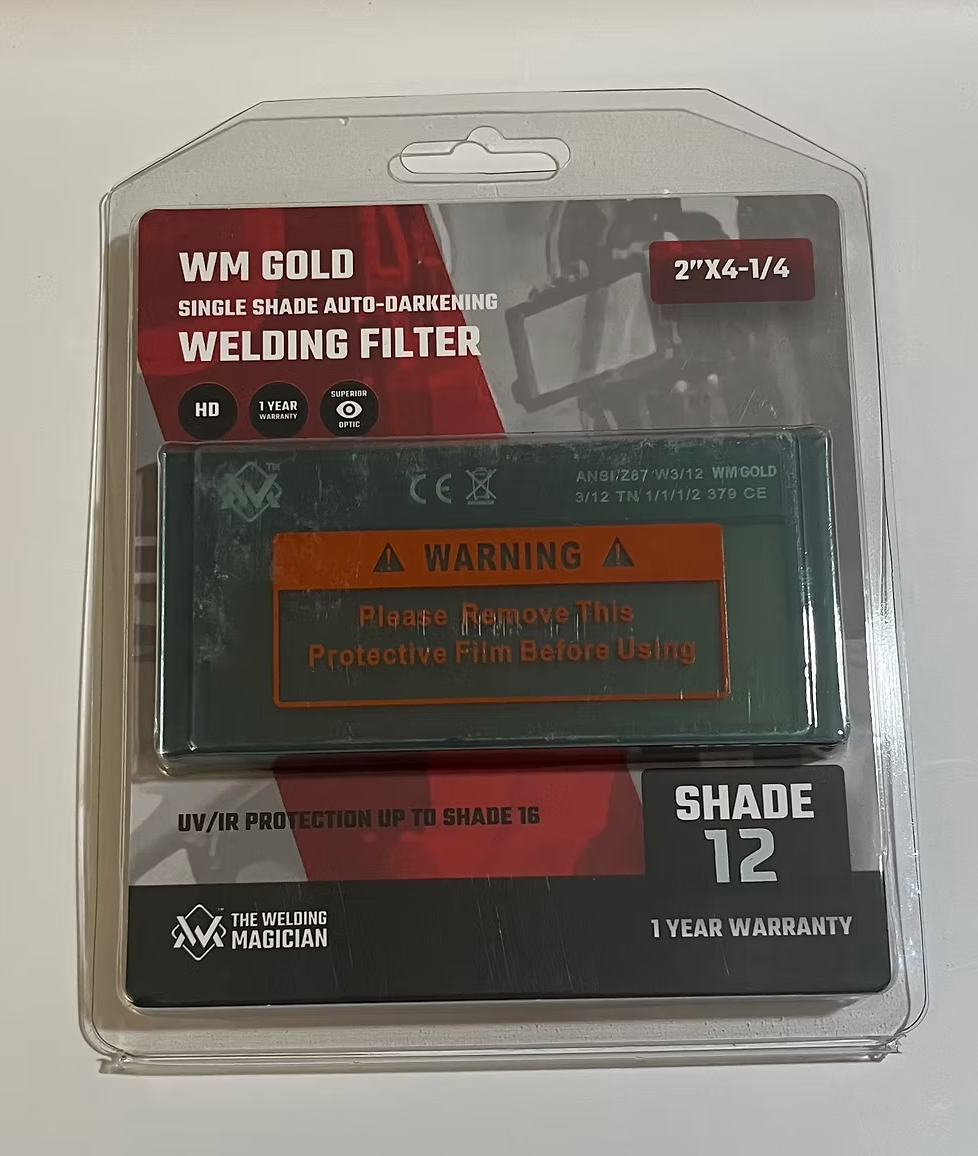 WM GOLD
SINGLE SHADE AUTO-DARKENING
WELDING FILTER
2”X4-1/4
HD
1 YEAR
WARRANTY
SUPERIOR
OPTIC
TM
CE
ANSI/Z87 W3/12 WM GOLD
3/12 TN 1/1/1/2 379 CE
WARNING
Please Remove This
Protective Film Before Using
UV/IR PROTECTION UP TO SHADE 16
SHADE
12
THE WELDING
MAGICIAN
1 YEAR WARRANTY